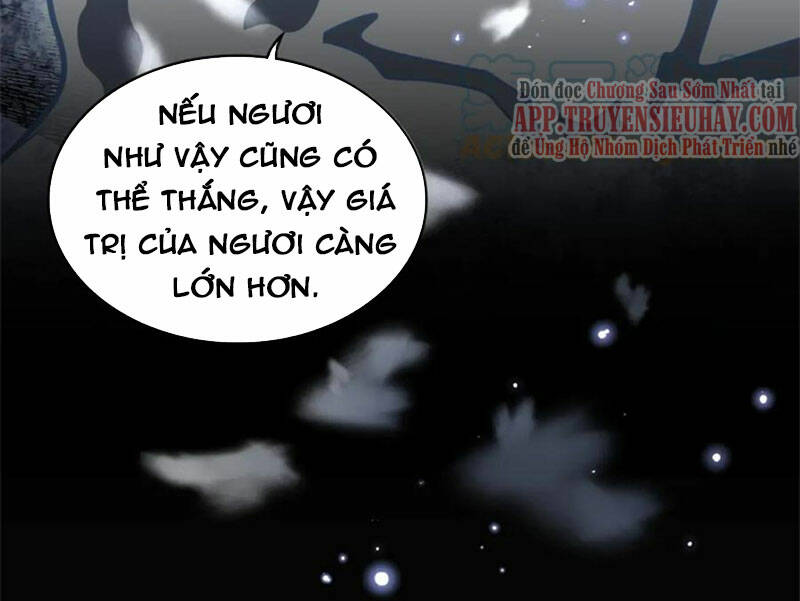 NẾU NGƯƠI
NHƯ VẬY CŨNG CÓ
THỂ THẮNG, VẬY GIÁ
TRỊ CỦA NGƯƠI CÀNG
LỚN HƠN.
Đón đọc Chương Sau Sớm Nhất tại
APP.TRUYENSIEUHAY.COM
để Ủng Hộ Nhóm Dịch Phát Triển nhé